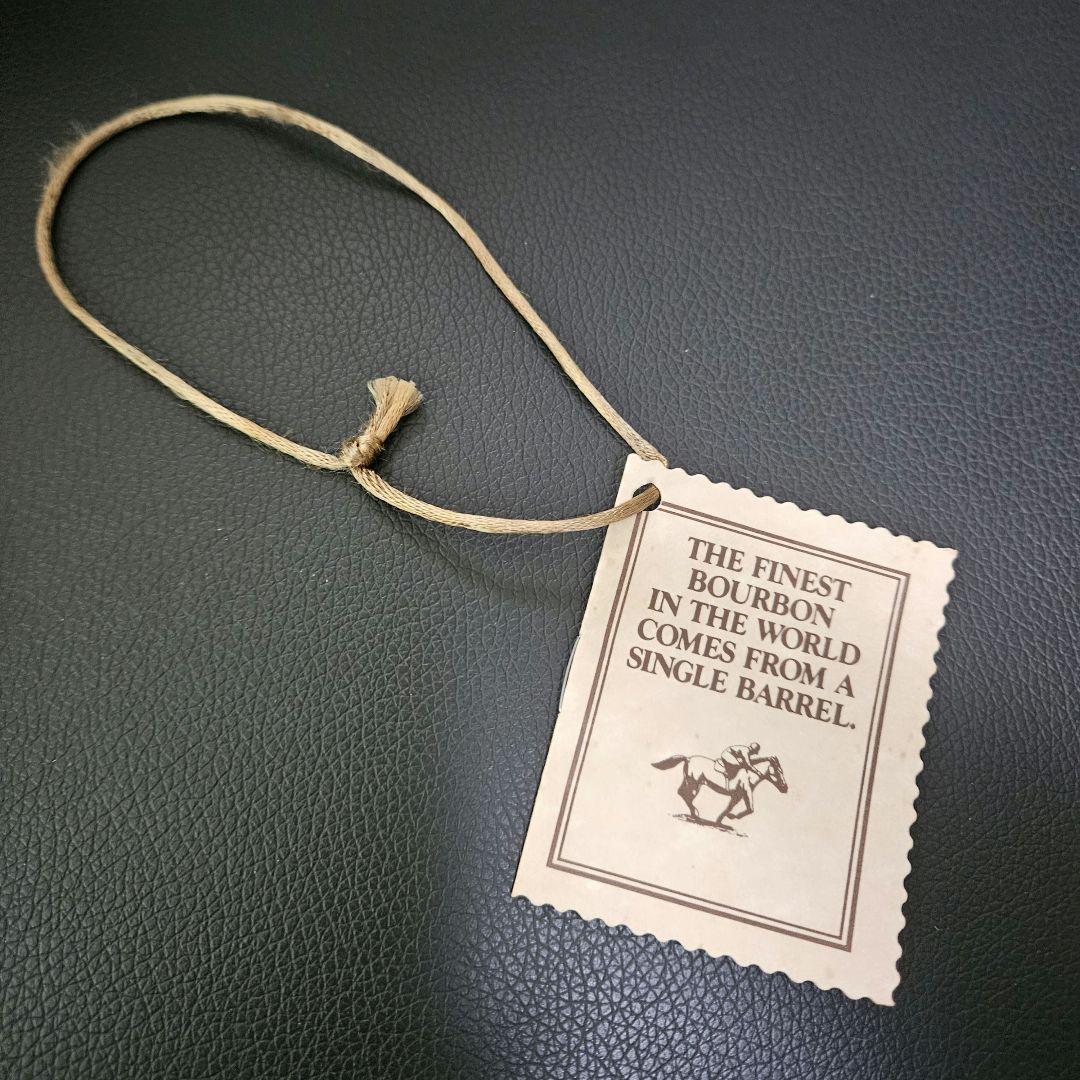 THE FINEST
BOURBON
IN THE WORLD
COMES FROM A
SINGLE BARREL.